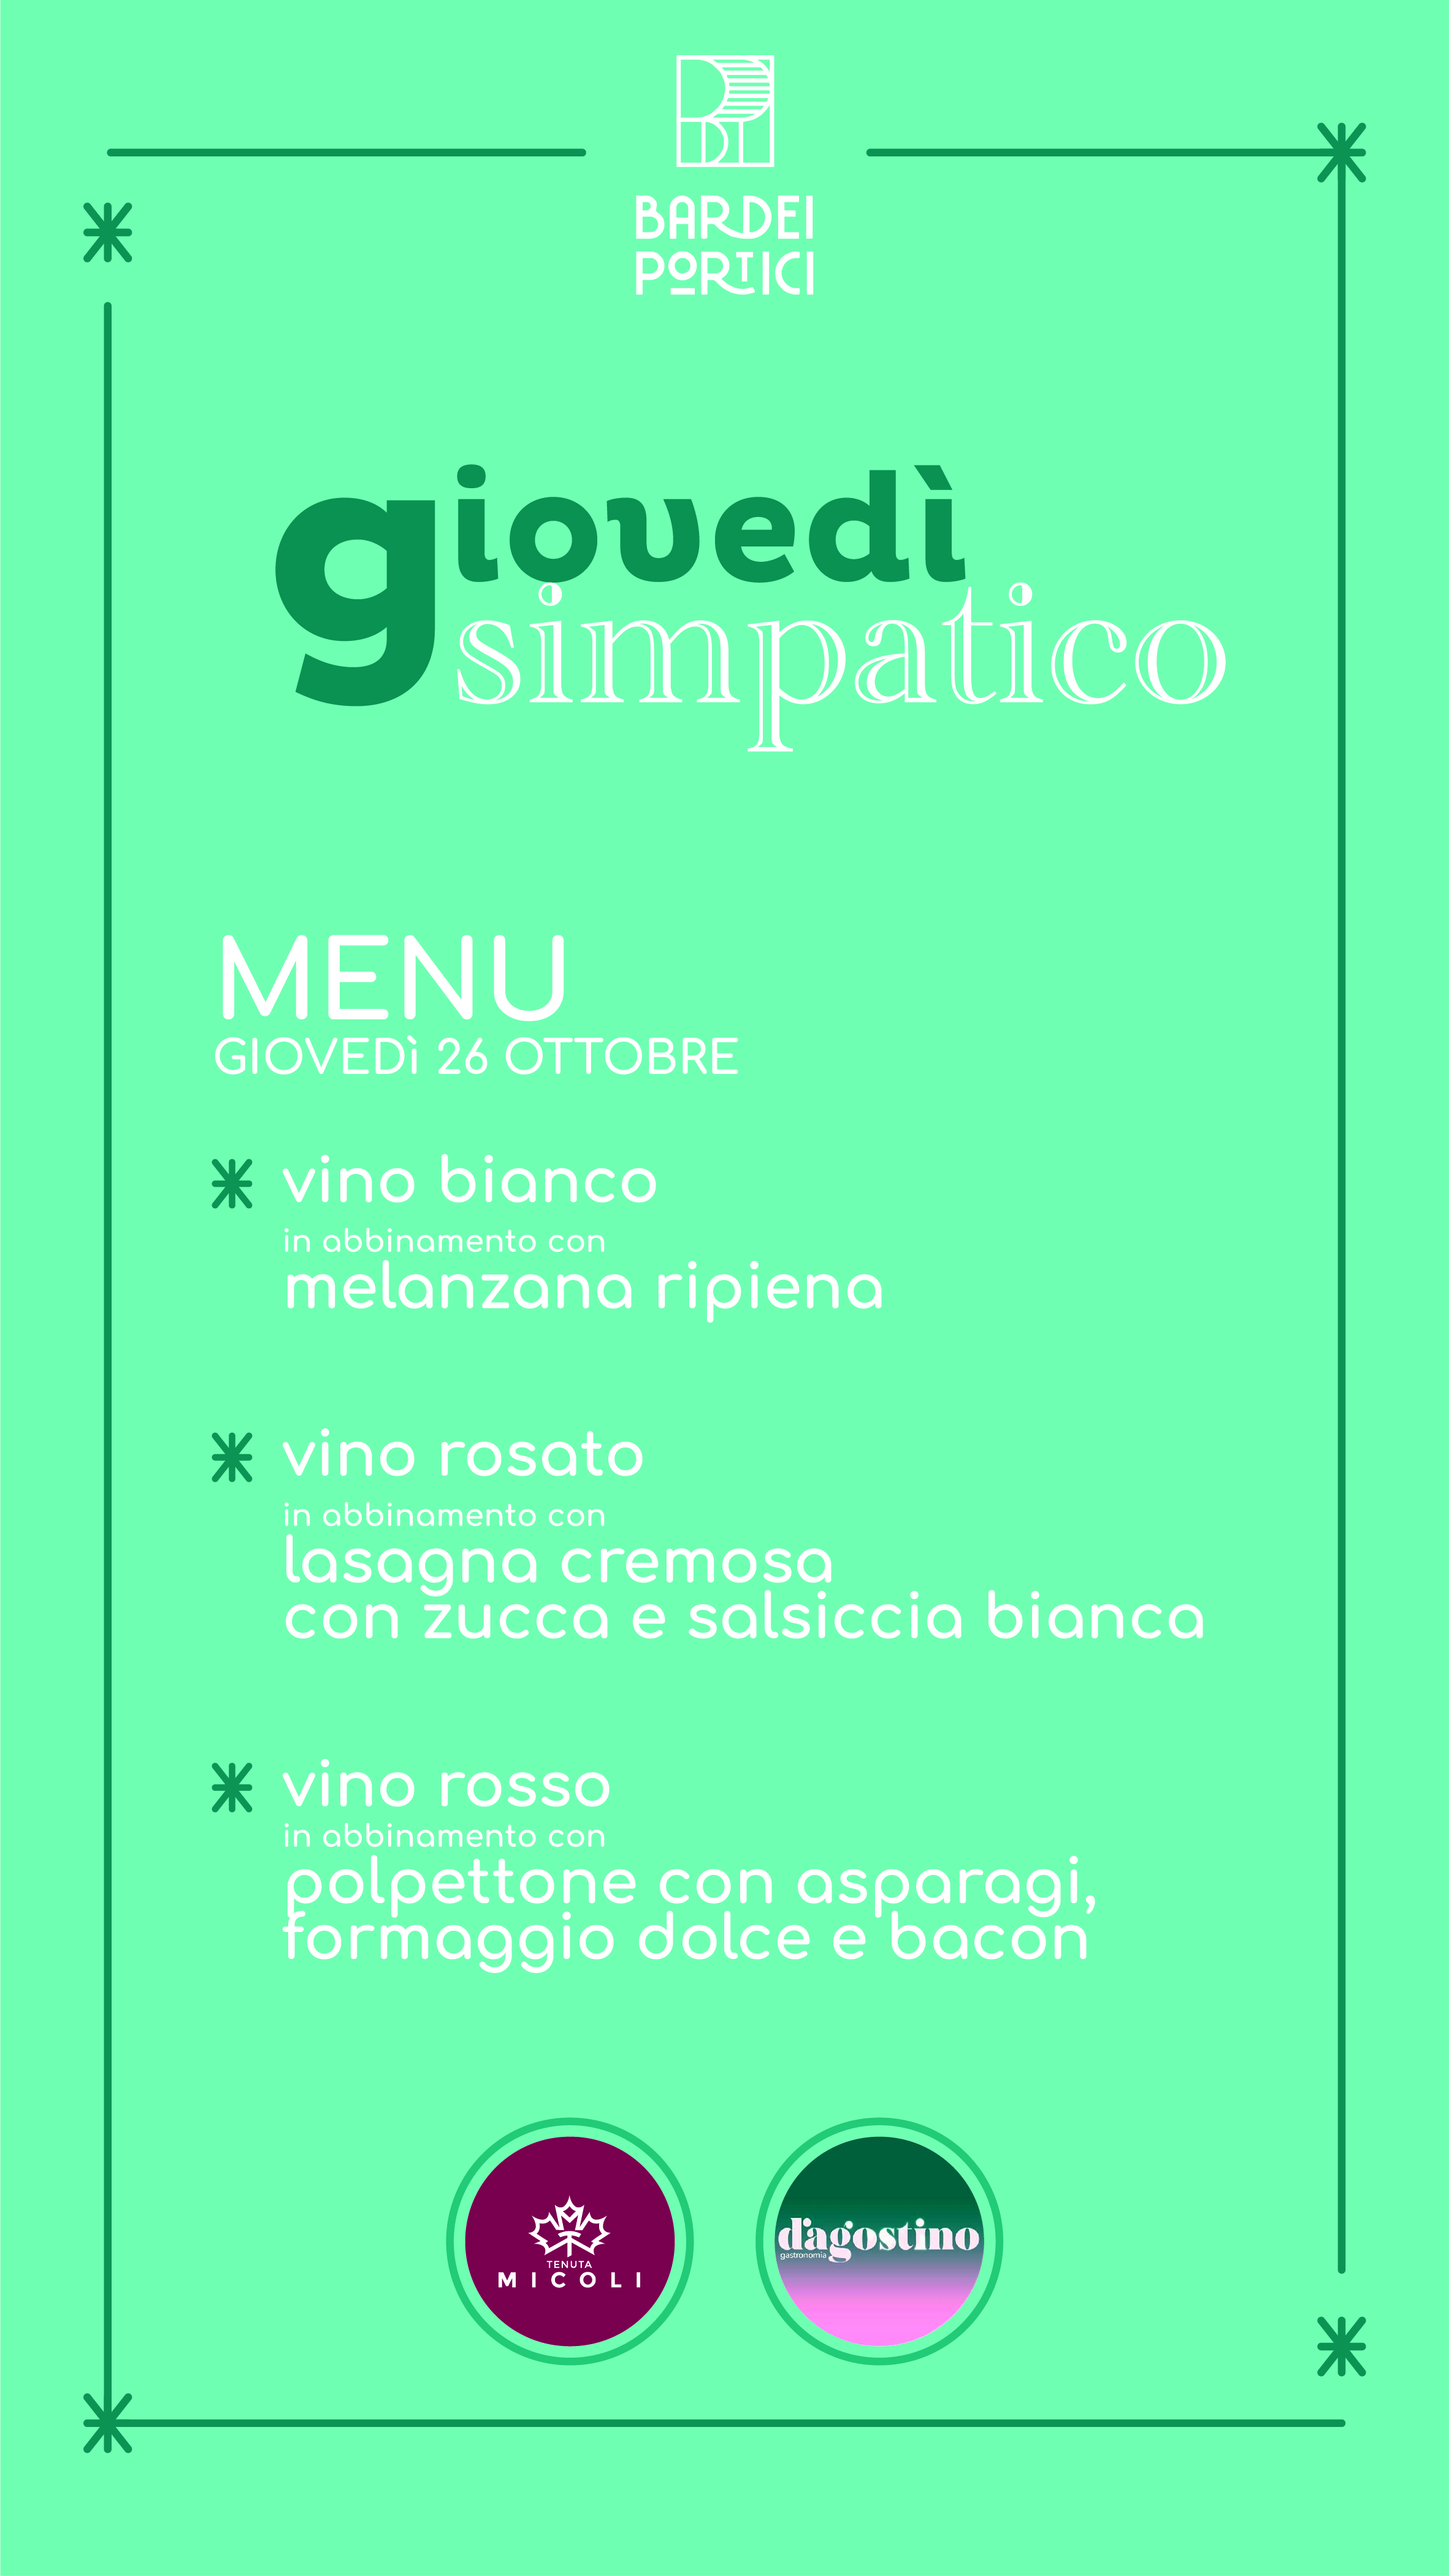 BARDEI
PORTICI
giovedì
simpatico
MENU
GIOVEDì 26 OTTOBRE
vino bianco
in abbinamento con
melanzana ripiena
vino rosato
in abbinamento con
lasagna cremosa
con zucca e salsiccia bianca
vino rosso
in abbinamento con
polpettone con asparagi,
formaggio dolce e bacon
TENUTA
MICOLI
d'agostino
gastronomia